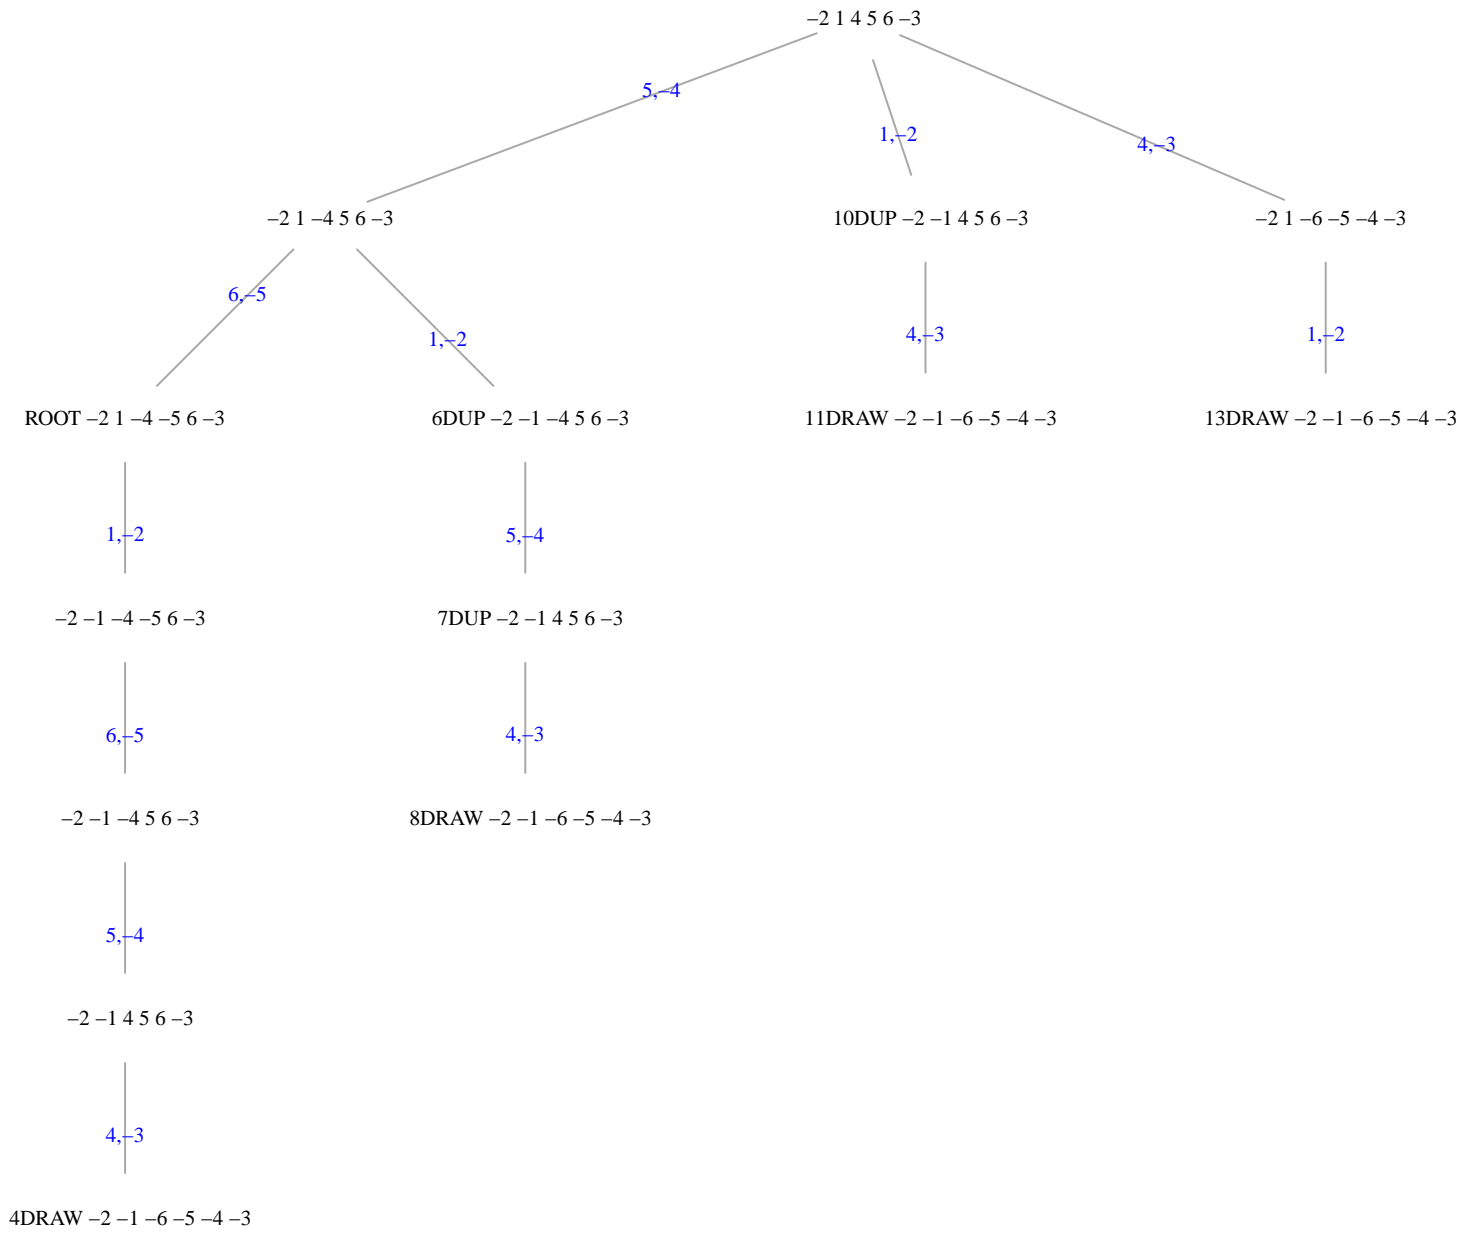 –2 1 4 5 6 –3
5,–4
1,–2
4,–3
–2 1 –4 5 6 –3
10DUP –2 –1 4 5 6 –3
–2 1 –6 –5 –4 –3
6,–5
1,–2
4,–3
1,–2
ROOT –2 1 –4 –5 6 –3
6DUP –2 –1 –4 5 6 –3
11DRAW –2 –1 –6 –5 –4 –3
13DRAW –2 –1 –6 –5 –4 –3
1,–2
5,–4
–2 –1 –4 –5 6 –3
7DUP –2 –1 4 5 6 –3
6,–5
4,–3
–2 –1 –4 5 6 –3
8DRAW –2 –1 –6 –5 –4 –3
5,–4
–2 –1 4 5 6 –3
4,–3
4DRAW –2 –1 –6 –5 –4 –3